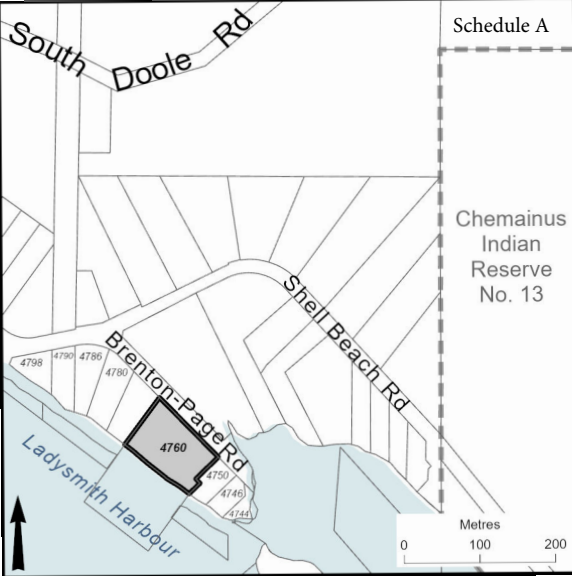 Schedule A
South Doole Rd
Chemainus
Indian
Reserve
No. 13
Shell Beach Rd
Brenton-Page Rd
4798
4790
4786
4780
4760
4750
4746
4744
Ladysmith Harbour
Metres
0 100 200